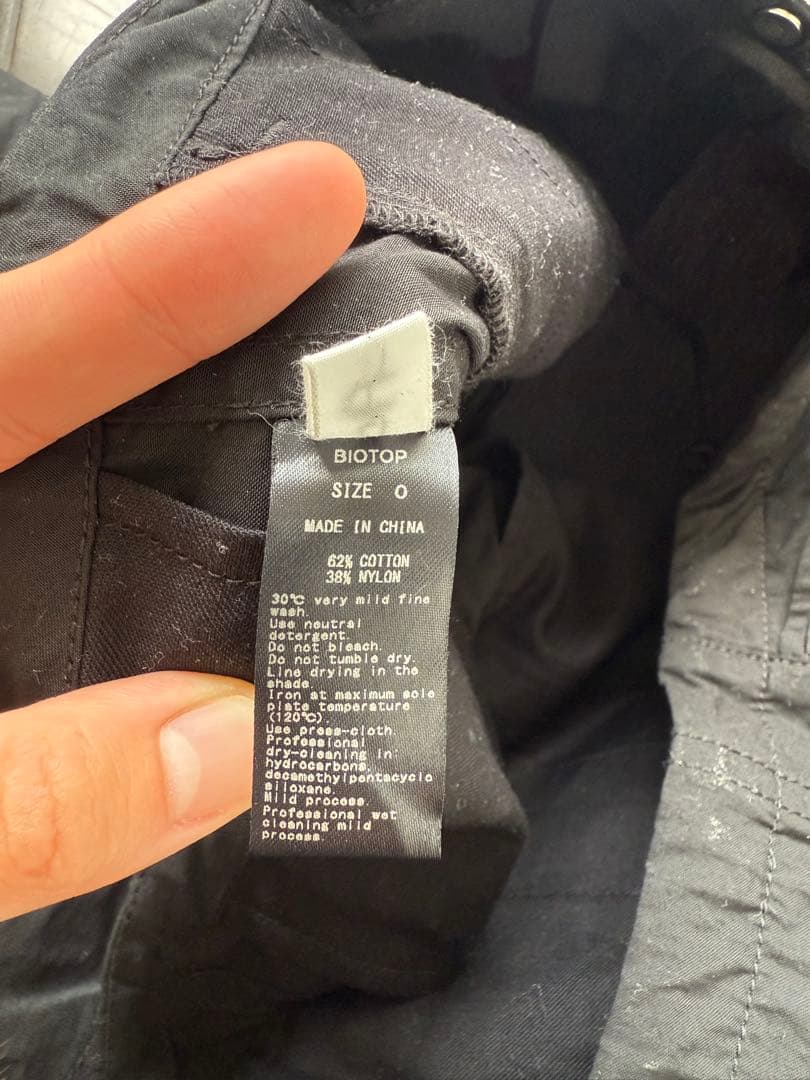 BIOTOP
SIZE 0
MADE IN CHINA
62% COTTON
38% NYLON
30℃ very mild fine
wash.
Use neutral
detergent.
Do not bleach.
Do not tumble dry.
Line drying in the
shade.
Iron at maximum sole
plate temperature
(120℃).
Use press-cloth.
Professional
dry-cleaning in:
hydrocarbons,
decamethylpentacyclo
siloxane.
Mild process.
Professional wet
cleaning mild
process.